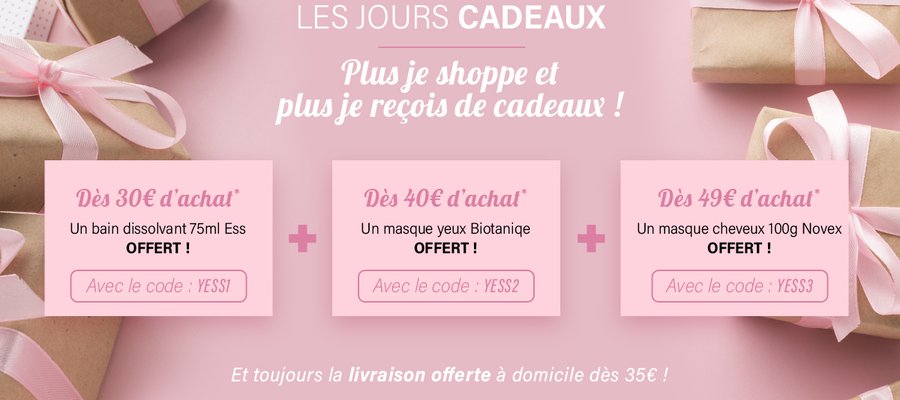 LES JOURS CADEAUX
Plus je shoppe et
plus je reçois de cadeaux !
Dès 30€ d'achat*
Un bain dissolvant 75ml Ess
OFFERT !
Avec le code : YESS1
+
Dès 40€ d'achat*
Un masque yeux Biotaniqe
OFFERT !
Avec le code : YESS2
+
Dès 49€ d'achat*
Un masque cheveux 100g Novex
OFFERT !
Avec le code : YESS3
Et toujours la livraison offerte à domicile dès 35€ !